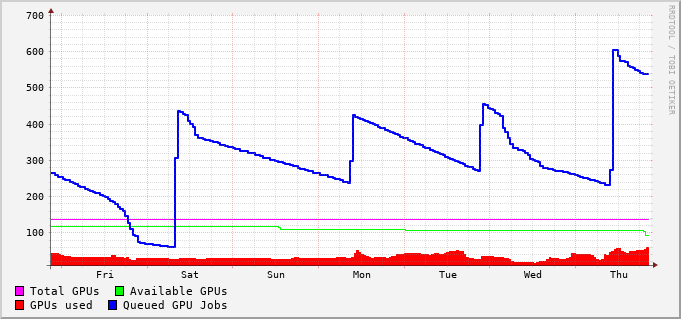 700
600
500
400
300
200
100
Fri Sat Sun Mon Tue Wed Thu
Total GPUs Available GPUs
GPUs used Queued GPU Jobs
RRDTOOL / TOBI OETIKER